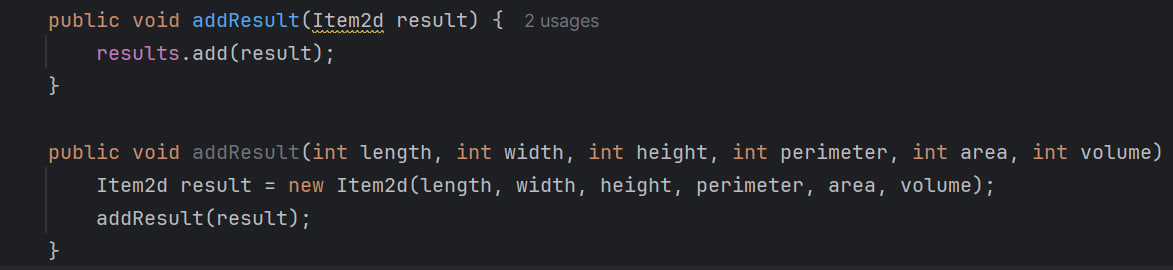 public void addResult(Item2d result) { 2 usages
results.add(result);
}
public void addResult(int length, int width, int height, int perimeter, int area, int volume)
Item2d result = new Item2d(length, width, height, perimeter, area, volume);
addResult(result);
}